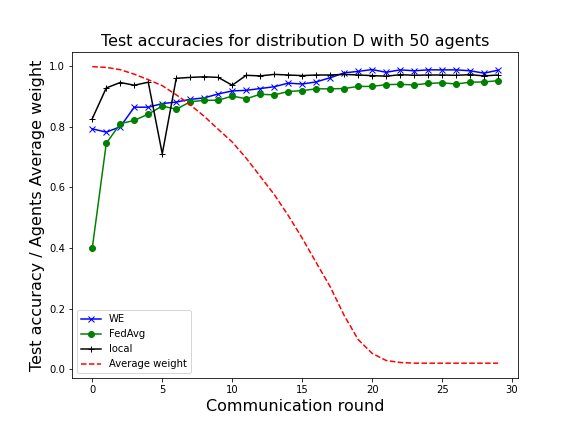 Test accuracies for distribution D with 50 agents
Test accuracy / Agents Average weight
1.0
0.8
0.6
0.4
0.2
0.0
WE
FedAvg
local
Average weight
0 5 10 15 20 25 30
Communication round